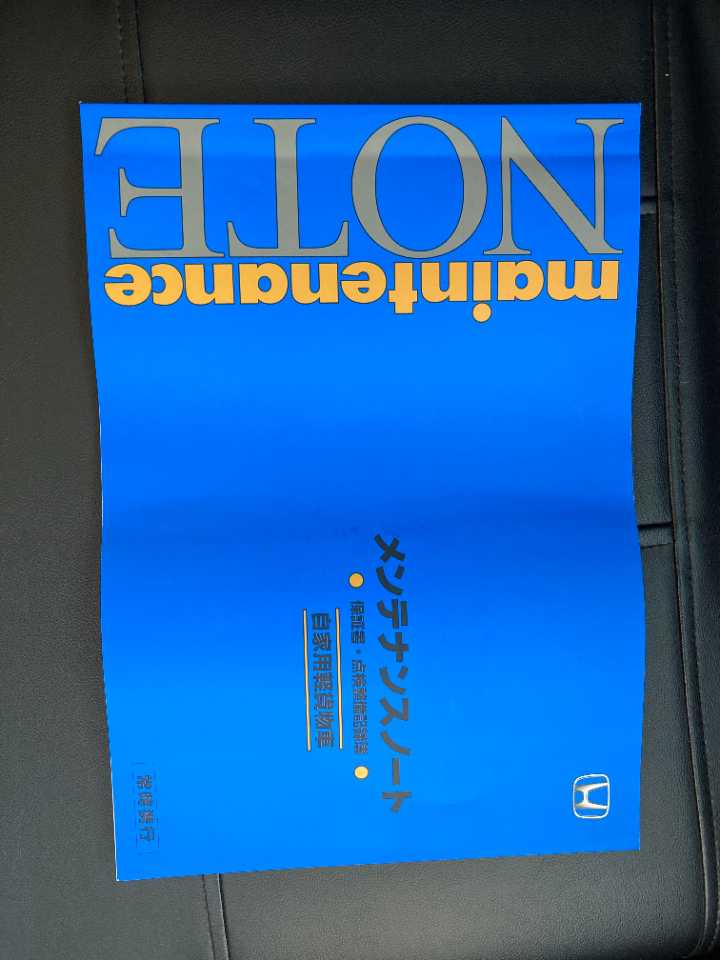 maintenance
NOTE
メンテナンスノート
保証書・点検整備記録簿
自家用軽貨物車
常時携行